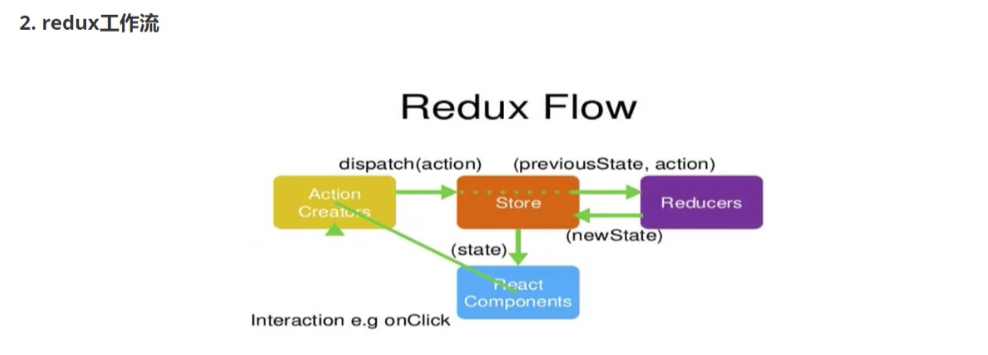 2. redux工作流
Redux Flow
dispatch(action)
(previousState, action)
Action
Creators
Store
Reducers
(newState)
(state)
React
Components
Interaction e.g onClick